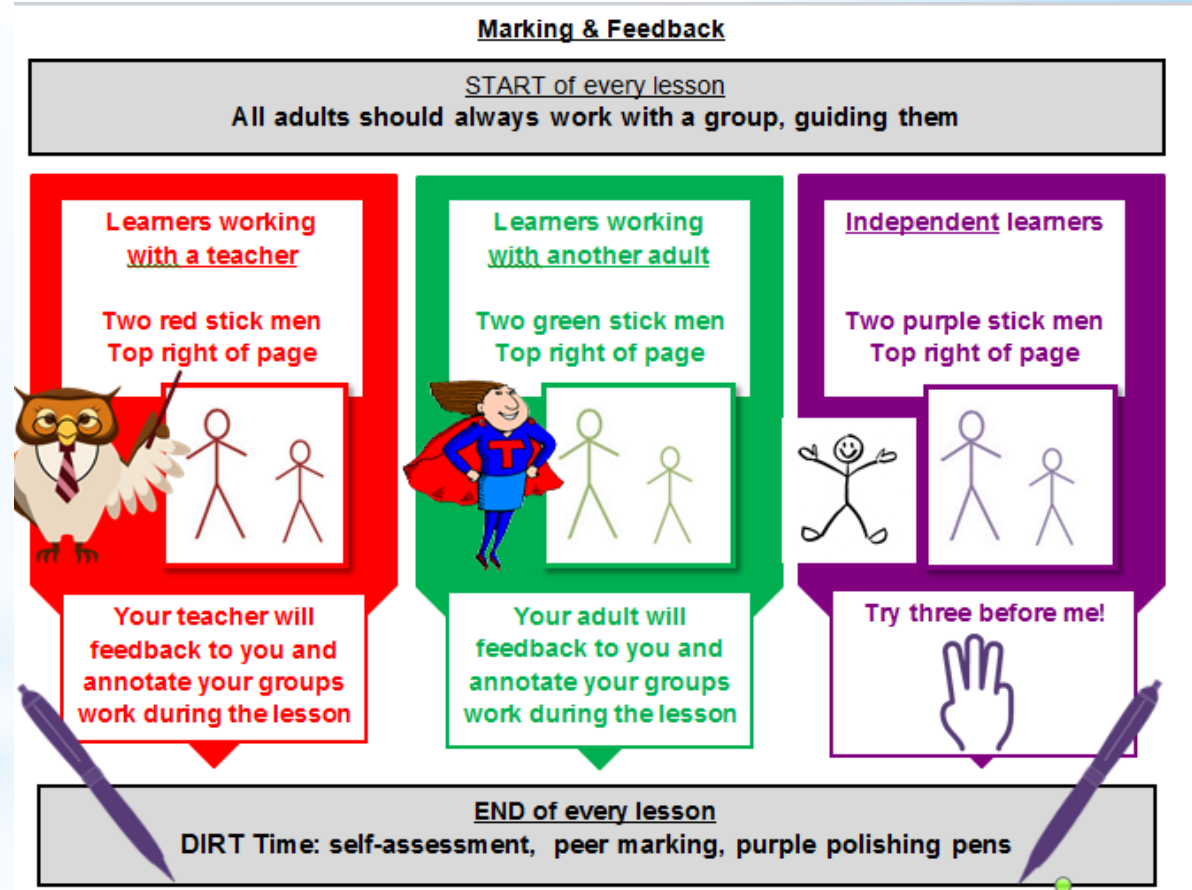 Marking & Feedback
START of every lesson
All adults should always work with a group, guiding them
Learners working
with a teacher
Two red stick men
Top right of page
Your teacher will
feedback to you and
annotate your groups
work during the lesson
Learners working
with another adult
Two green stick men
Top right of page
T
Your adult will
feedback to you and
annotate your groups
work during the lesson
Independent learners
Two purple stick men
Top right of page
Try three before me!
END of every lesson
DIRT Time: self-assessment, peer marking, purple polishing pens